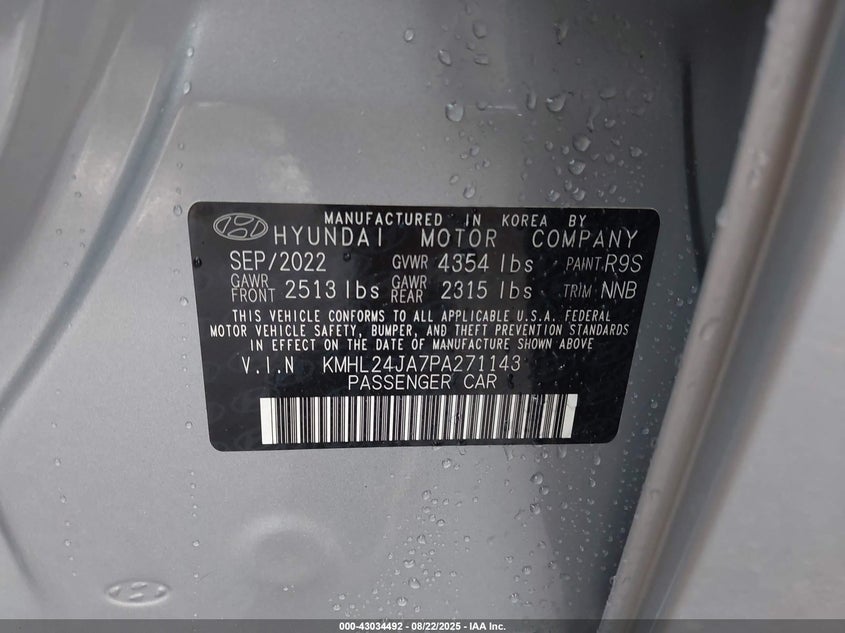 MANUFACTURED IN KOREA BY
HYUNDAI MOTOR COMPANY
SEP/2022 GVWR 4354 lbs PAINT: R9S
GAWR FRONT 2513 lbs GAWR REAR 2315 lbs TRIM: NNB
THIS VEHICLE CONFORMS TO ALL APPLICABLE U.S.A. FEDERAL
MOTOR VEHICLE SAFETY, BUMPER, AND THEFT PREVENTION STANDARDS
IN EFFECT ON THE DATE OF MANUFACTURE SHOWN ABOVE
V.I.N KMHL24JA7PA271143
PASSENGER CAR
000-43034492 - 08/22/2025 - IAA Inc.